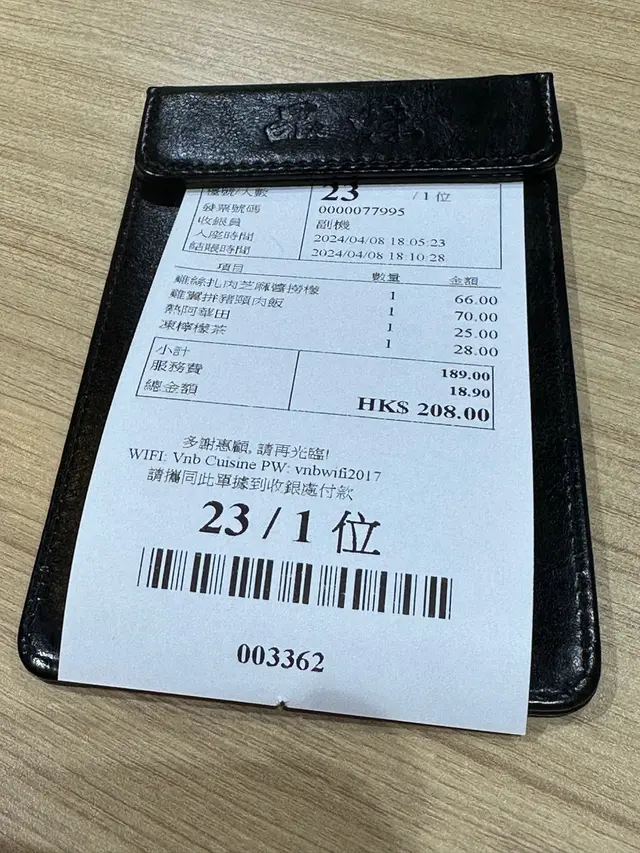 品味
檯號/人數 23 /1 位
發票號碼 0000077995
收銀員 副機
入座時間 2024/04/08 18:05:23
結賬時間 2024/04/08 18:10:28
項目 數量 金額
雞絲扎肉芝麻醬撈檬 1 66.00
雞翼拼豬頸肉飯 1 70.00
熱阿華田 1 25.00
凍檸檬茶 1 28.00
小計 189.00
服務費 18.90
總金額 HK$ 208.00
多謝惠顧, 請再光臨!
WIFI: Vnb Cuisine PW: vnbwifi2017
請攜同此單據到收銀處付款
23 / 1 位
003362